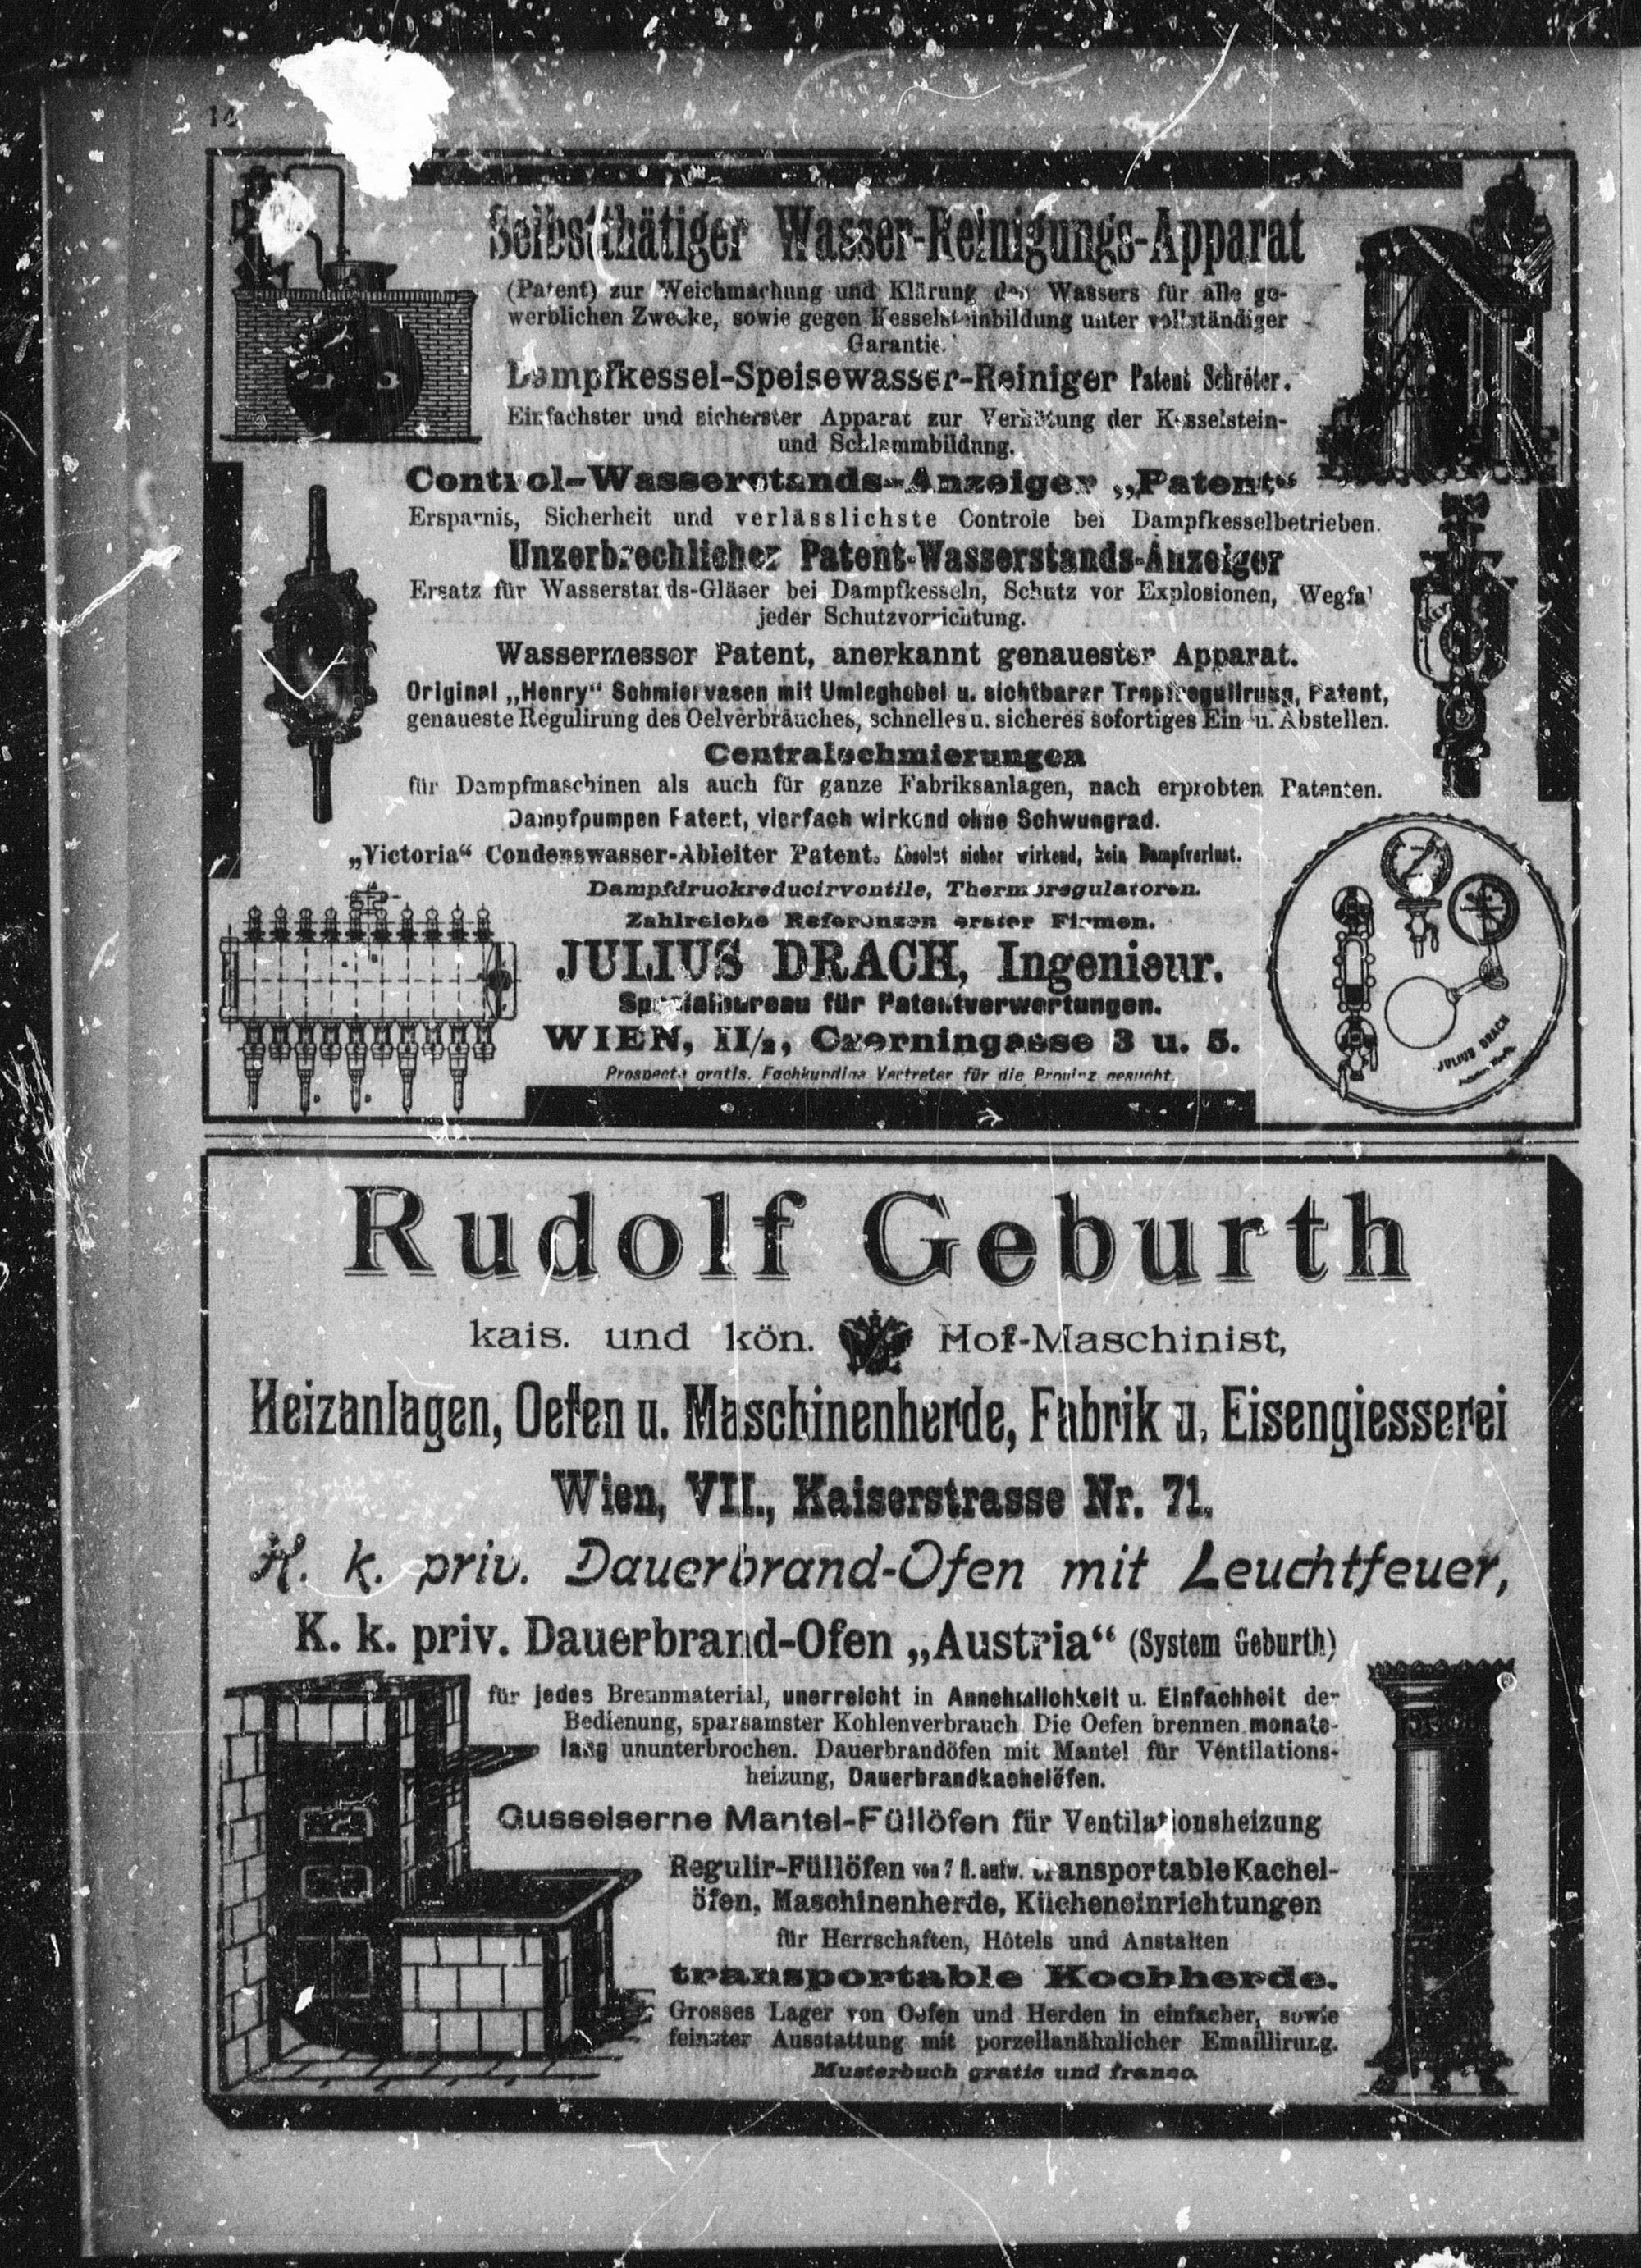 14
Selbstthätiger Wasser-Reinigungs-Apparat
(Patent) zur Weichmachung und Klärung des Wassers für alle ge-
werblichen Zwecke, sowie gegen Kesselsteinbildung unter vollständiger
Garantie.
Dampfkessel-Speisewasser-Reiniger Patent Schröter.
Einfachster und sicherster Apparat zur Verhütung der Kesselstein-
und Schlammbildung.
Control-Wasserstands-Anzeiger „Patent“
Ersparnis, Sicherheit und verlässlichste Controle bei Dampfkesselbetrieben.
Unzerbrechlicher Patent-Wasserstands-Anzeiger
Ersatz für Wasserstands-Gläser bei Dampfkesseln, Schutz vor Explosionen, Wegfall
jeder Schutzvorrichtung.
Wassermesser Patent, anerkannt genauester Apparat.
Original „Henry“ Schmiervasen mit Umleghebel u. sichtbarer Tropfregulirung, Patent,
genaueste Regulirung des Oelverbrauches, schnelles u. sicheres sofortiges Ein- u. Abstellen.
Centralschmierungen
für Dampfmaschinen als auch für ganze Fabriksanlagen, nach erprobten Patenten.
Dampfpumpen Patent, vierfach wirkend ohne Schwungrad.
„Victoria“ Condenswasser-Ableiter Patent. Absolut sicher wirkend, kein Dampfverlust.
Dampfdruckreducirventile, Thermoregulatoren.
Zahlreiche Referenzen erster Firmen.
JULIUS DRACH, Ingenieur.
Specialbureau für Patentverwertungen.
WIEN, II/2, Czerningasse 3 u. 5.
Prospecte gratis. Fachkundige Vertreter für die Provinz gesucht.
JULIUS DRACH
Rudolf Geburth
kais. und kön. Hof-Maschinist,
Heizanlagen, Oefen u. Maschinenherde, Fabrik u. Eisengiesserei
Wien, VII., Kaiserstrasse Nr. 71.
K. k. priv. Dauerbrand-Ofen mit Leuchtfeuer,
K. k. priv. Dauerbrand-Ofen „Austria“ (System Geburth)
für jedes Brennmaterial, unerreicht in Annehmlichkeit u. Einfachheit der
Bedienung, sparsamster Kohlenverbrauch. Die Oefen brennen monate-
lang ununterbrochen. Dauerbrandöfen mit Mantel für Ventilations-
heizung, Dauerbrandkachelöfen.
Gusseiserne Mantel-Füllöfen für Ventilationsheizung
Regulir-Füllöfen von 7 fl. aufw. transportable Kachel-
öfen, Maschinenherde, Kücheneinrichtungen
für Herrschaften, Hôtels und Anstalten
transportable Kochherde.
Grosses Lager von Oefen und Herden in einfacher, sowie
feinster Ausstattung mit porzellanähnlicher Emaillirung.
Musterbuch gratis und franco.